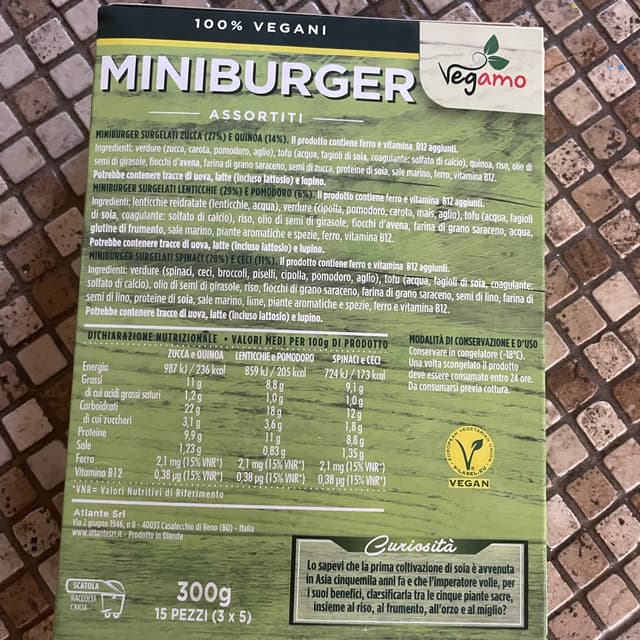 100% VEGANI
MINIBURGER
Vegamo
ASSORTITI
MINIBURGER SURGELATI ZUCCA (27%) E QUINOA (14%). Il prodotto contiene ferro e vitamina B12 aggiunti.
Ingredienti: verdure (zucca, carota, pomodoro, aglio), tofu (acqua, fagioli di soia, coagulante: solfato di calcio), quinoa, riso, olio di
semi di girasole, fiocchi d'avena, farina di grano saraceno, semi di zucca, proteine di soia, sale marino, ferro, vitamina B12.
Potrebbe contenere tracce di uova, latte (incluso lattosio) e lupino.
MINIBURGER SURGELATI LENTICCHIE (29%) E POMODORO (6%). Il prodotto contiene ferro e vitamina B12 aggiunti.
Ingredienti: lenticchie reidratate (lenticchie, acqua), verdure (cipolla, pomodoro, carota, mais, aglio), tofu (acqua, fagioli
di soia, coagulante: solfato di calcio), riso, olio di semi di girasole, fiocchi di grano saraceno, farina di grano saraceno, acqua,
glutine di frumento, sale marino, piante aromatiche e spezie, ferro, vitamina B12.
Potrebbe contenere tracce di uova, latte (incluso lattosio) e lupino.
MINIBURGER SURGELATI SPINACI (28%) E CECI (11%). Il prodotto contiene ferro e vitamina B12 aggiunti.
Ingredienti: verdure (spinaci, ceci, broccoli, piselli, cipolla, pomodoro, aglio), tofu (acqua, fagioli di soia, coagulante:
solfato di calcio), olio di semi di girasole, riso, fiocchi di grano saraceno, farina di grano saraceno, semi di lino, farina di
semi di lino, proteine di soia, sale marino, lime, piante aromatiche e spezie, ferro e vitamina B12.
Potrebbe contenere tracce di uova, latte (incluso lattosio) e lupino.
DICHIARAZIONE NUTRIZIONALE • VALORI MEDI PER 100g DI PRODOTTO
ZUCCA e QUINOA LENTICCHIE e POMODORO SPINACI e CECI
Energia 987 kJ/236 kcal 859 kJ/205 kcal 724 kJ/173 kcal
Grassi 11 g 8,8 g 9,1 g
di cui acidi grassi saturi 1,2 g 1,0 g 1,0 g
Carboidrati 22 g 18 g 12 g
di cui zuccheri 3,1 g 3,6 g 1,8 g
Proteine 9,9 g 11 g 8,8 g
Sale 1,23 g 0,83 g 1,35 g
Ferro 2,1 mg (15% VNR*) 2,1 mg (15% VNR*) 2,1 mg (15% VNR*)
Vitamina B12 0,38 µg (15% VNR*) 0,38 µg (15% VNR*) 0,38 µg (15% VNR*)
*VNR= Valori Nutritivi di Riferimento
MODALITÀ DI CONSERVAZIONE E D'USO
Conservare in congelatore (-18°C).
Una volta scongelato il prodotto
deve essere consumato entro 24 ore.
Da consumarsi previa cottura.
V-LABEL.EU
VEGAN
Atlante Srl
Via 2 giugno 1946, n 8 - 40033 Casalecchio di Reno (BO) - Italia
www.atlantesrl.it - Prodotto in Olanda
SCATOLA
RACCOLTA
CARTA
300g
15 PEZZI (3 x 5)
Curiosità
Lo sapevi che la prima coltivazione di soia è avvenuta
in Asia cinquemila anni fa e che l'imperatore volle, per
i suoi benefici, classificarla tra le cinque piante sacre,
insieme al riso, al frumento, all'orzo e al miglio?